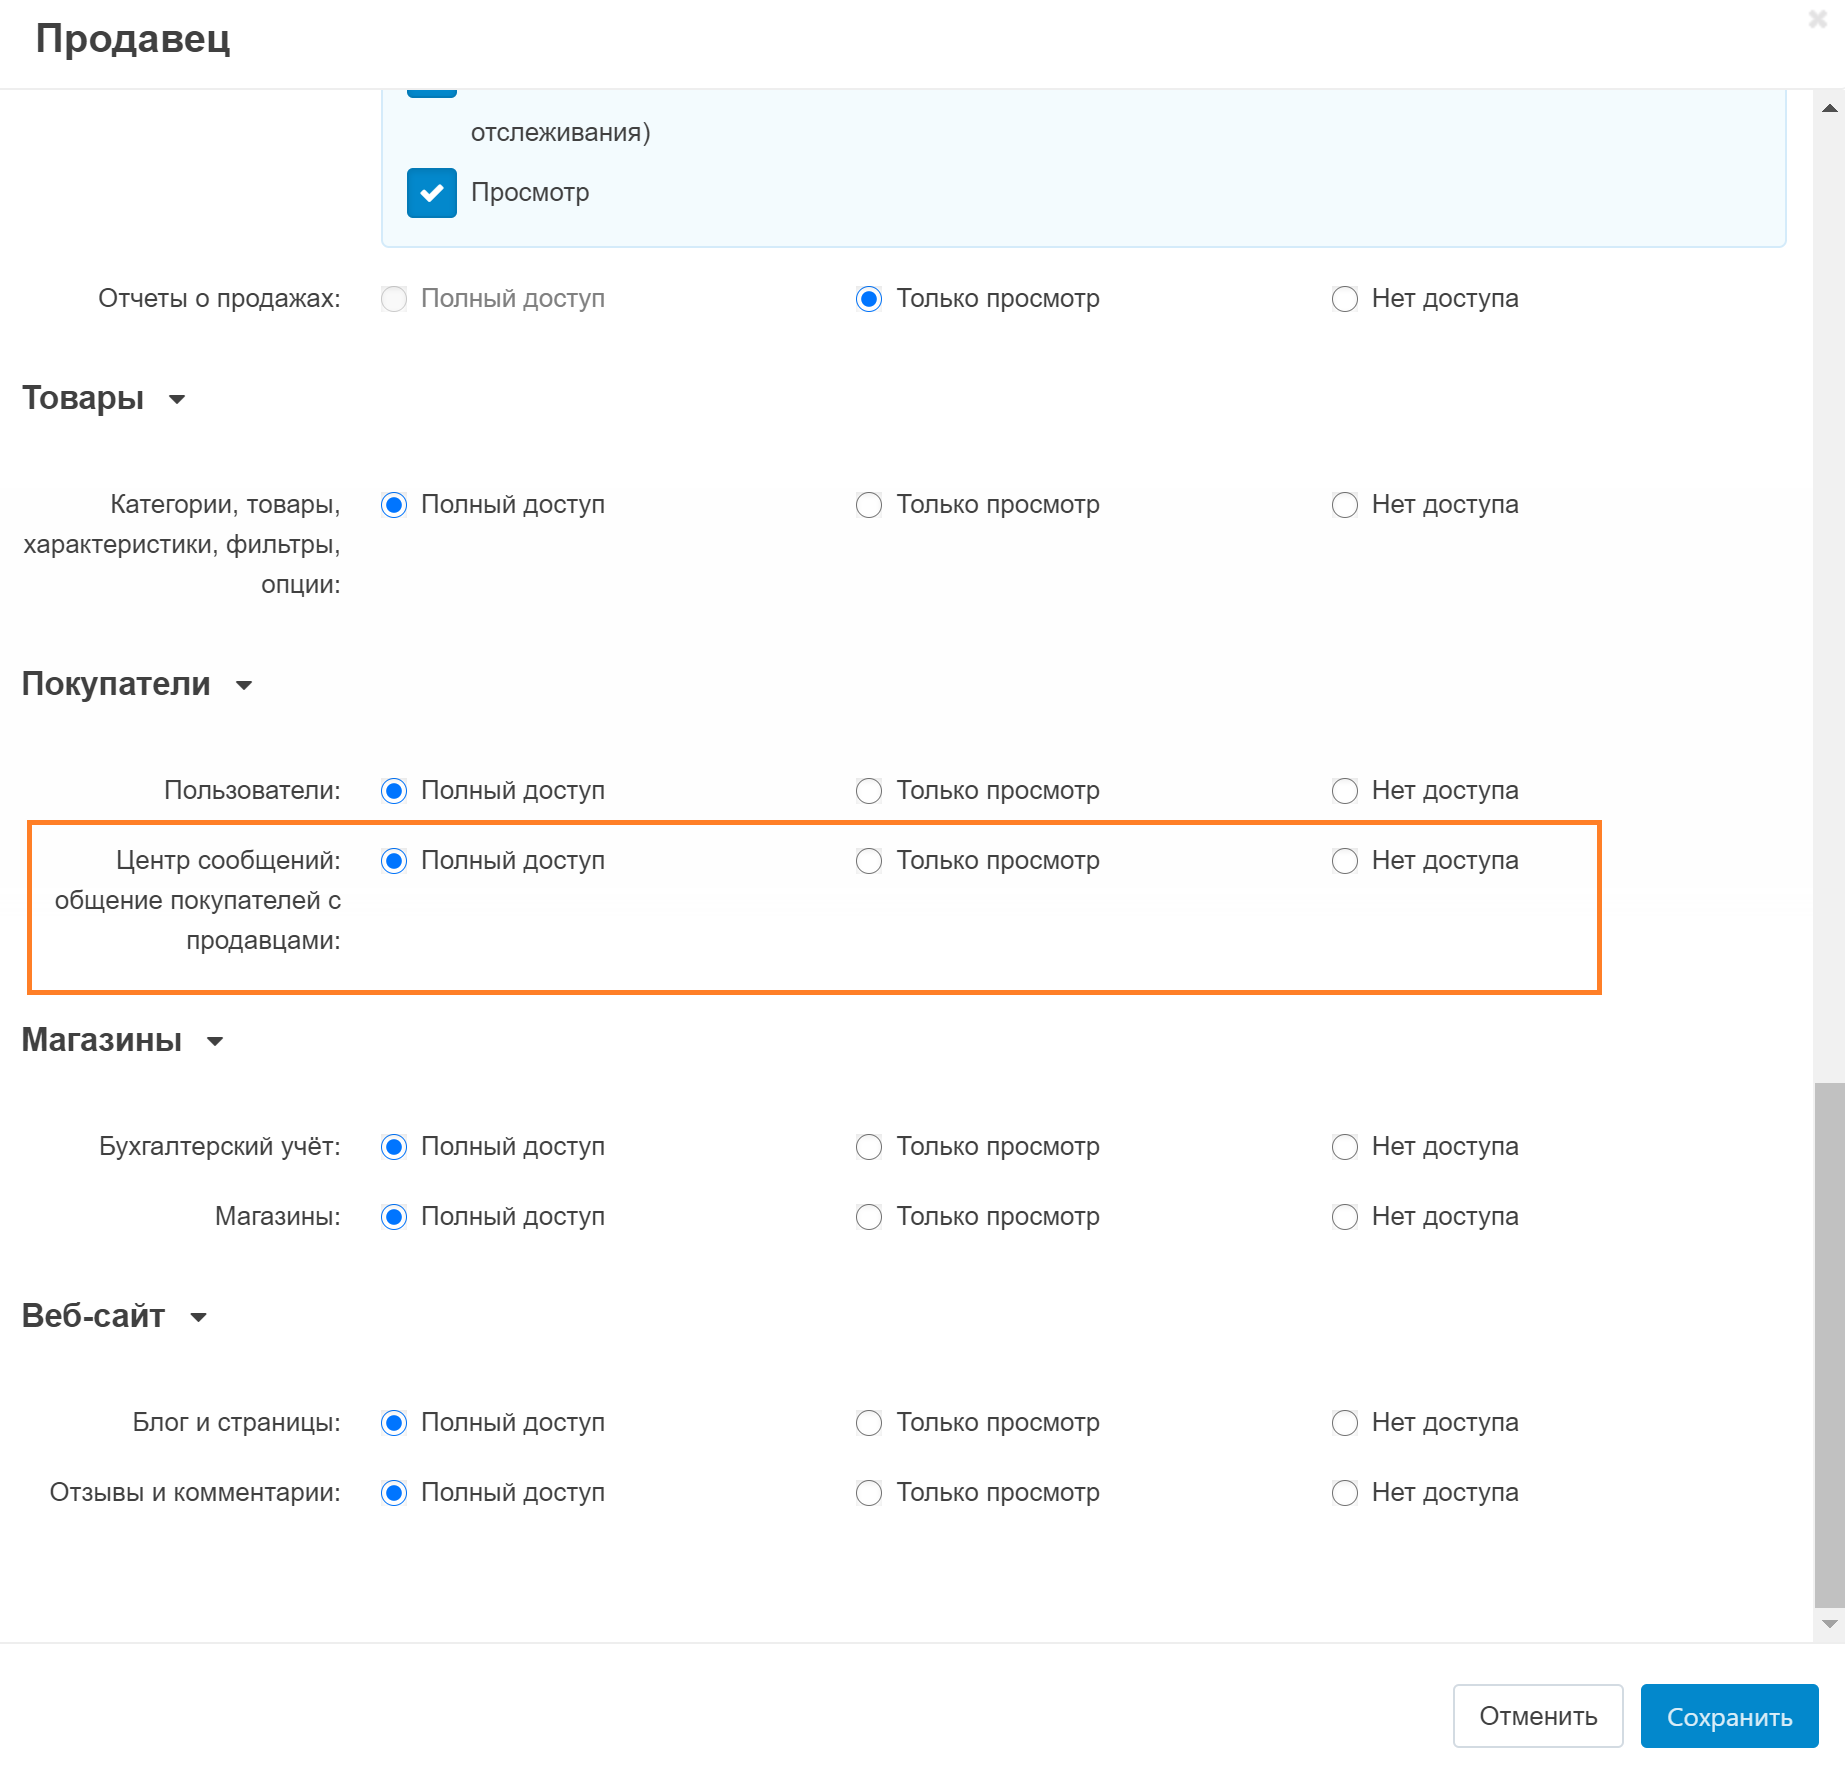 Продавец
отслеживания)
Просмотр
Отчеты о продажах: Полный доступ Только просмотр Нет доступа
Товары
Категории, товары, Полный доступ Только просмотр Нет доступа
характеристики, фильтры,
опции:
Покупатели
Пользователи: Полный доступ Только просмотр Нет доступа
Центр сообщений: Полный доступ Только просмотр Нет доступа
общение покупателей с
продавцами:
Магазины
Бухгалтерский учёт: Полный доступ Только просмотр Нет доступа
Магазины: Полный доступ Только просмотр Нет доступа
Веб-сайт
Блог и страницы: Полный доступ Только просмотр Нет доступа
Отзывы и комментарии: Полный доступ Только просмотр Нет доступа
Отменить Сохранить